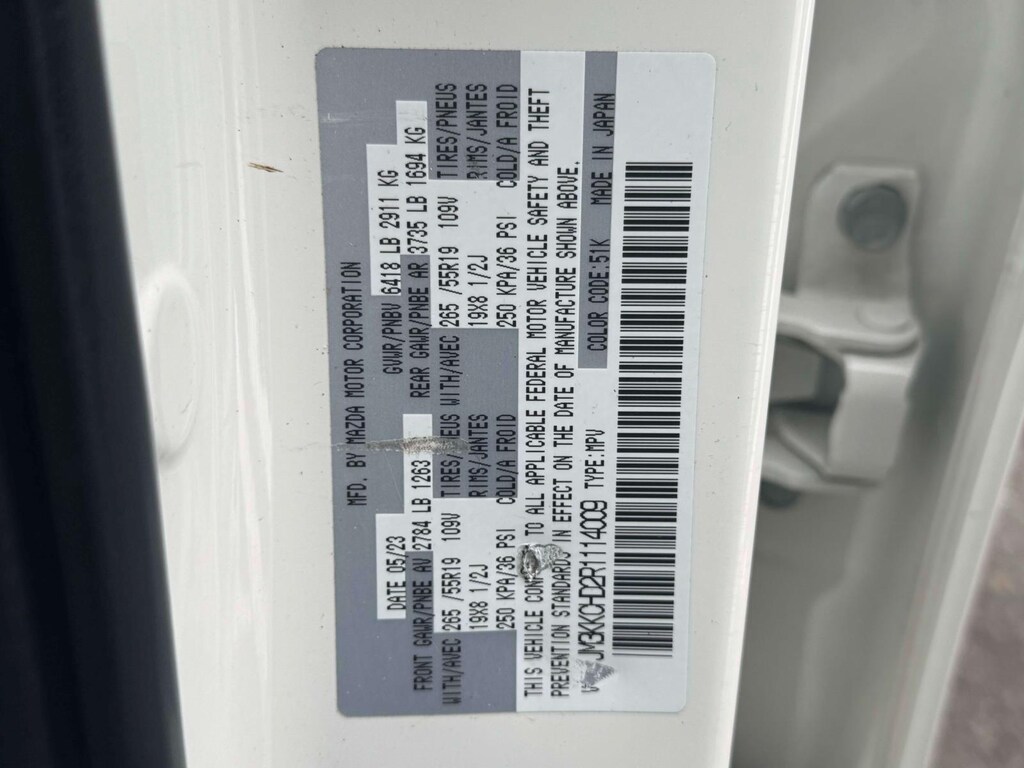 MFD. BY MAZDA MOTOR CORPORATION
DATE 05/23 GVWR/PNBV 6418 LB 2911 KG
FRONT GAWR/PNBE AV 2784 LB 1263 REAR GAWR/PNBE AR 3735 LB 1694 KG
WITH/AVEC 265 /55R19 109V TIRES/PNEUS WITH/AVEC 265 /55R19 109V TIRES/PNEUS
19X8 1/2J RIMS/JANTES 19X8 1/2J RIMS/JANTES
250 KPA/36 PSI COLD/A FROID 250 KPA/36 PSI COLD/A FROID
THIS VEHICLE TO ALL APPLICABLE FEDERAL MOTOR VEHICLE SAFETY AND THEFT
PREVENTION STANDARDS IN EFFECT ON THE DATE OF MANUFACTURE SHOWN ABOVE.
JM3KKCHD2R1114009 TYPE:MPV COLOR CODE:51K MADE IN JAPAN